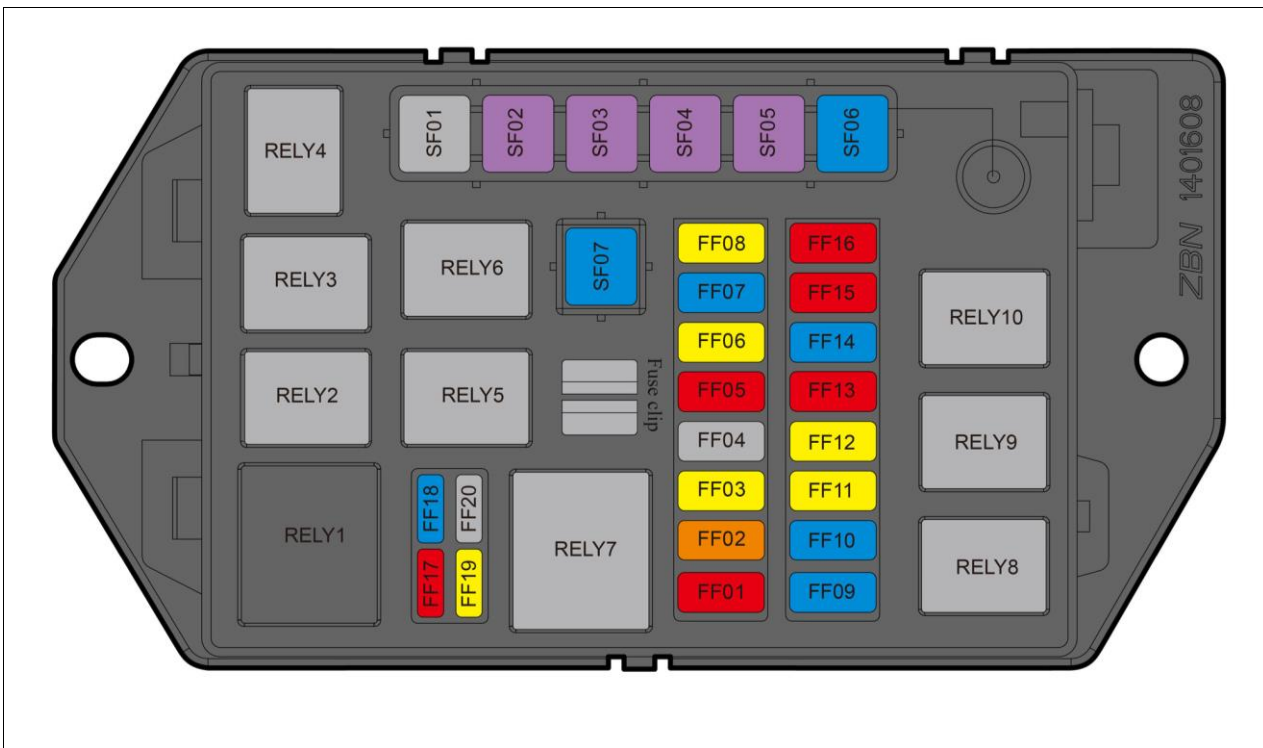 RELY4
SF01 SF02 SF03 SF04 SF05 SF06
ZBN 1401608
RELY3
RELY6
SF07
FF08 FF16
FF07 FF15
RELY10
FF06 FF14
RELY2
RELY5
Fuse clip
FF05 FF13
FF04 FF12
RELY9
FF03 FF11
FF18 FF20
RELY1
RELY7
FF02 FF10
FF17 FF19
RELY8
FF01 FF09